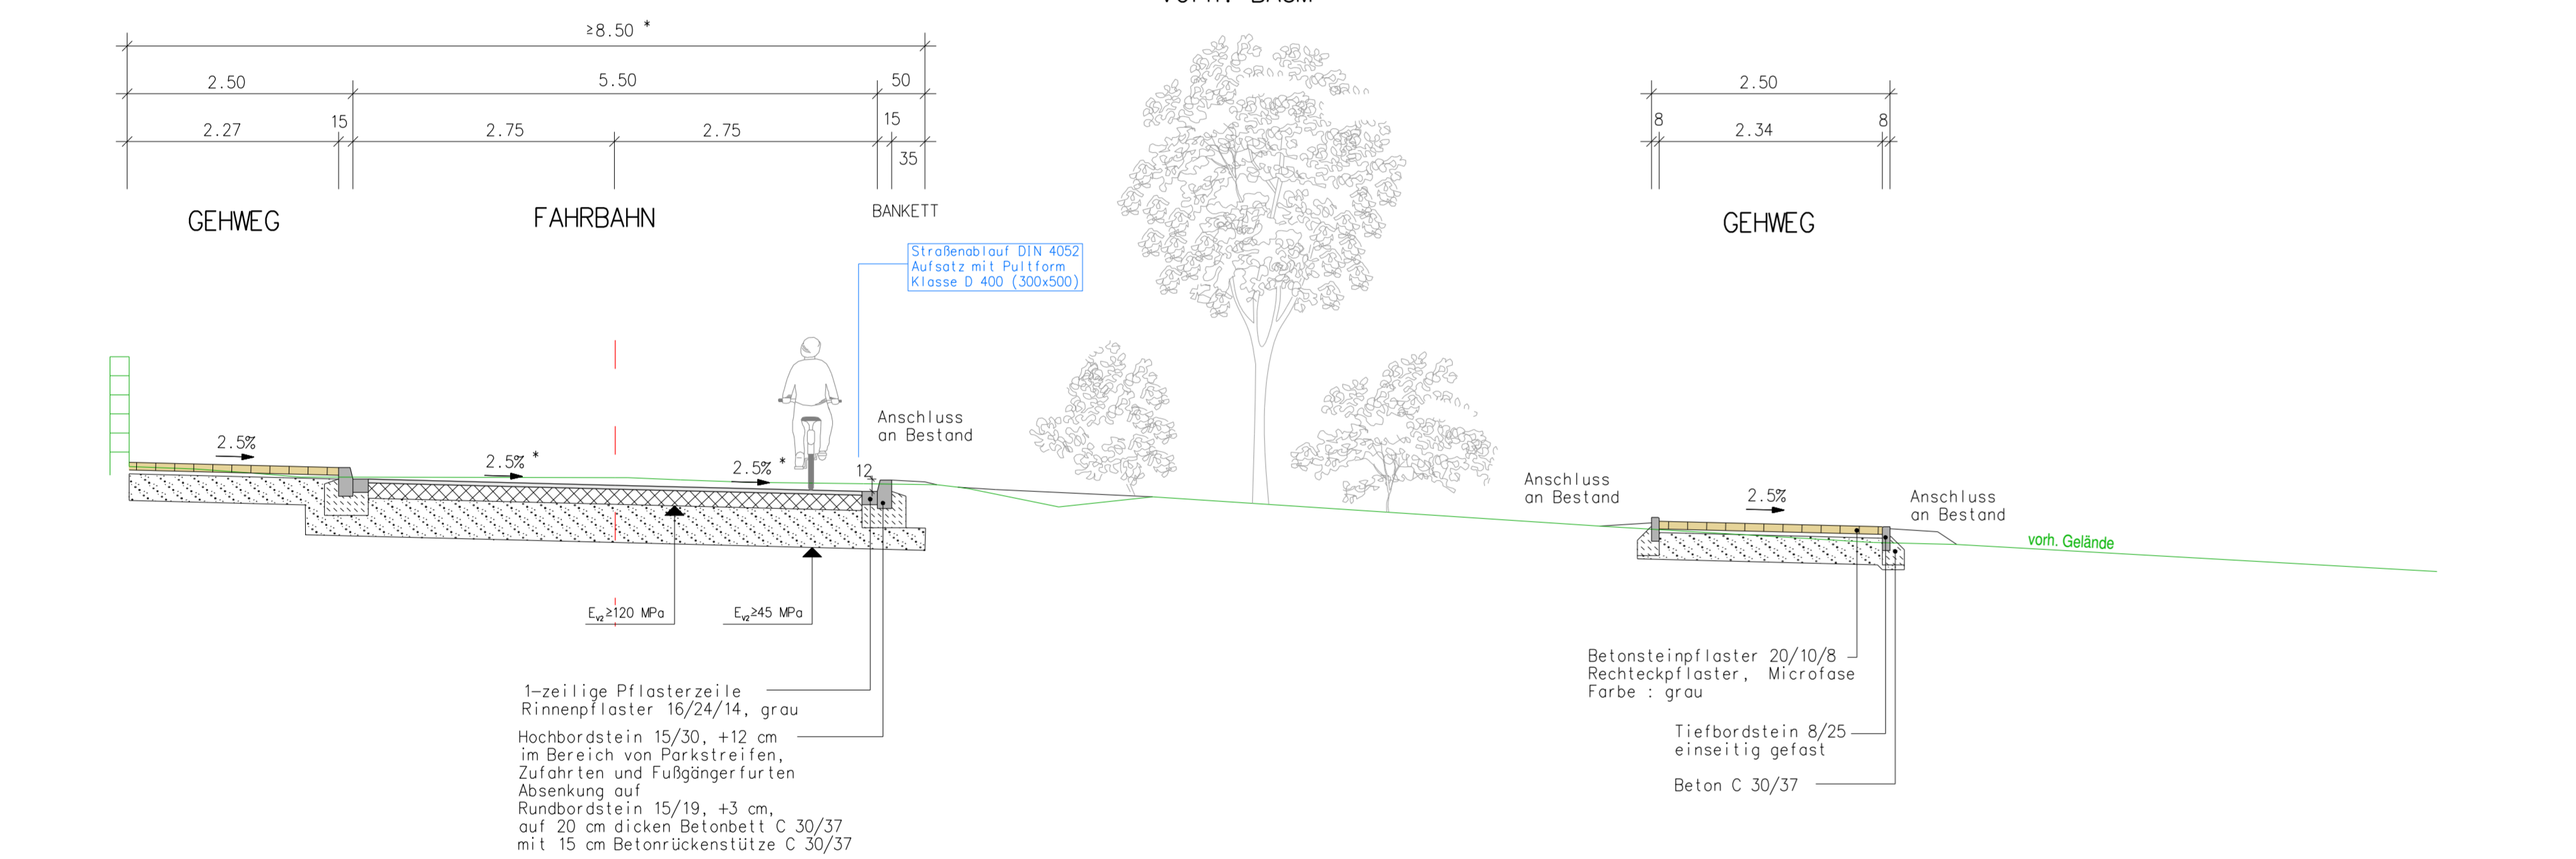 ≥8.50 *
2.50 5.50 50
2.27 15 2.75 2.75 15
35
GEHWEG FAHRBAHN BANKETT
2.50
8 2.34 8
GEHWEG
Straßenablauf DIN 4052
Aufsatz mit Pultform
Klasse D 400 (300x500)
2.5%
2.5% *
2.5% *
12
Anschluss
an Bestand
Ev2≥120 MPa
Ev2≥45 MPa
1-zeilige Pflasterzeile
Rinnenpflaster 16/24/14, grau
Hochbordstein 15/30, +12 cm
im Bereich von Parkstreifen,
Zufahrten und Fußgängerfurten
Absenkung auf
Rundbordstein 15/19, +3 cm,
auf 20 cm dicken Betonbett C 30/37
mit 15 cm Betonrückenstütze C 30/37
Anschluss
an Bestand
2.5%
Anschluss
an Bestand
vorh. Gelände
Betonsteinpflaster 20/10/8
Rechteckpflaster, Microfase
Farbe : grau
Tiefbordstein 8/25
einseitig gefast
Beton C 30/37